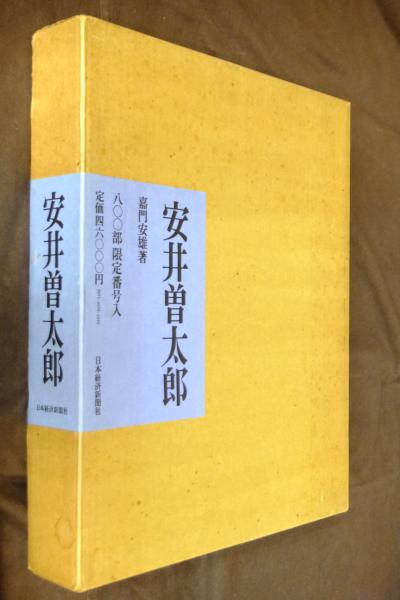 安井曽太郎
嘉門安雄著
八〇〇部 限定番号入
定価四六〇〇〇円
日本経済新聞社
安井曽太郎
日本経済新聞社